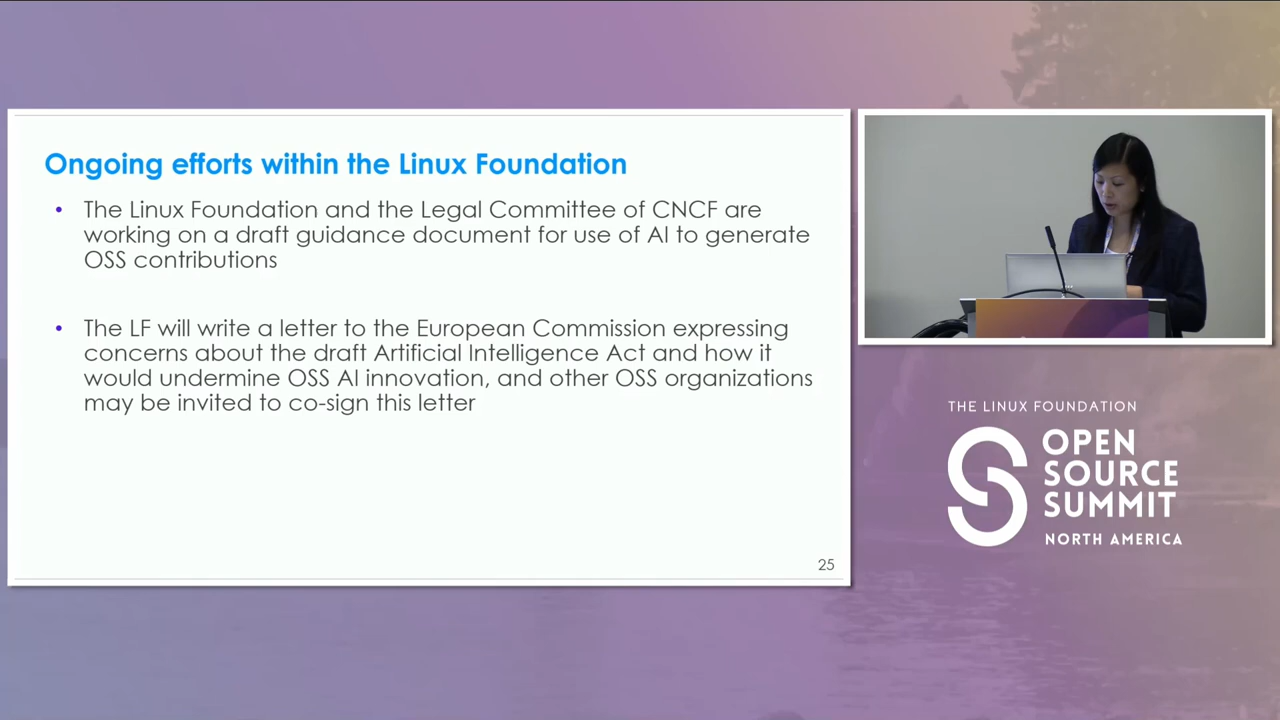 Ongoing efforts within the Linux Foundation
• The Linux Foundation and the Legal Committee of CNCF are
working on a draft guidance document for use of AI to generate
OSS contributions
• The LF will write a letter to the European Commission expressing
concerns about the draft Artificial Intelligence Act and how it
would undermine OSS AI innovation, and other OSS organizations
may be invited to co-sign this letter
25
THE LINUX FOUNDATION
OPEN
SOURCE
SUMMIT
NORTH AMERICA